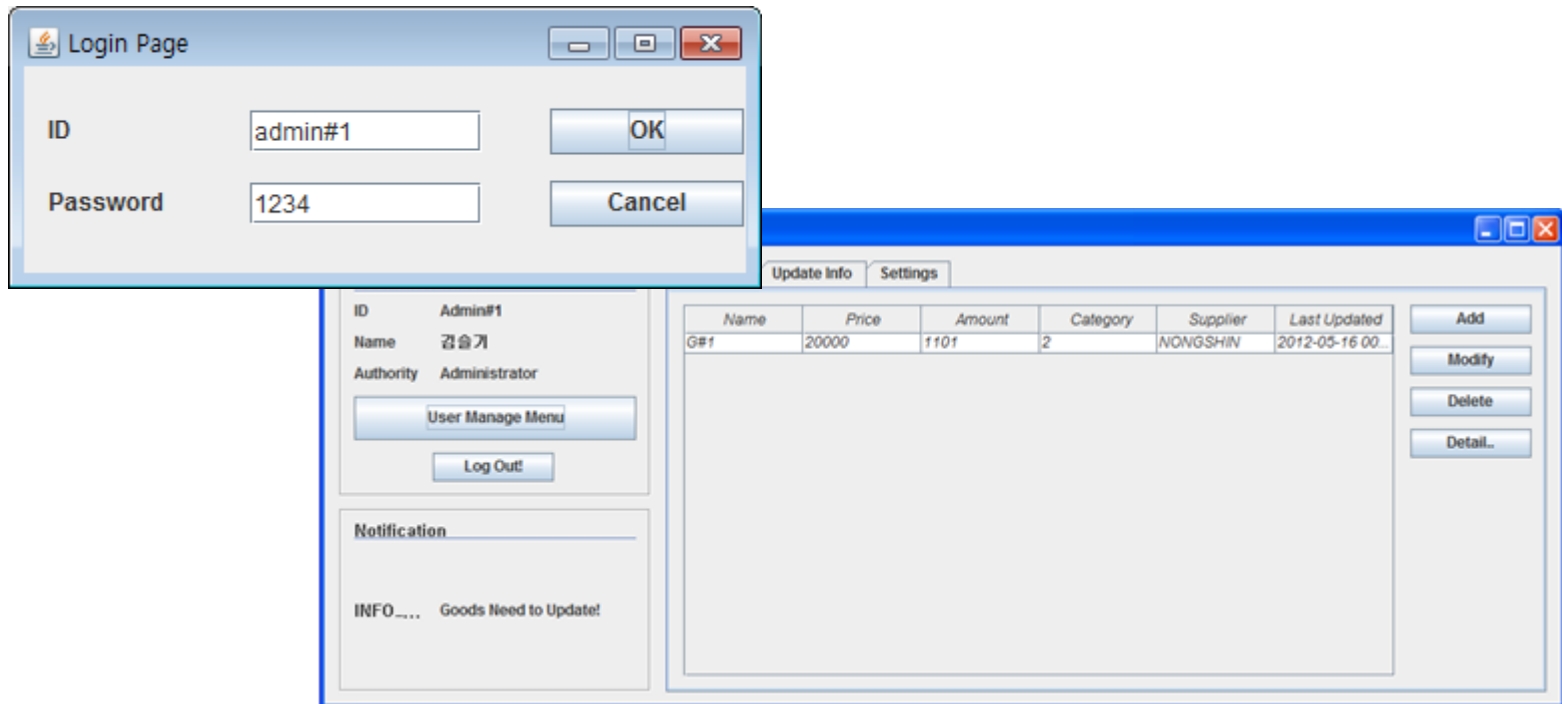 Login Page
ID admin#1 OK
Password 1234 Cancel
Update Info Settings
ID Admin#1
Name 김슬기
Authority Administrator
User Manage Menu
Log Out!
Notification
INFO_... Goods Need to Update!
Name Price Amount Category Supplier Last Updated
G#1 20000 1101 2 NONGSHIN 2012-05-16 00...
Add
Modify
Delete
Detail..